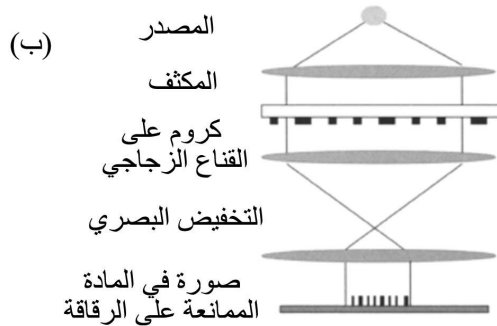 (ب)
المصدر
المكثف
كروم على
القناع الزجاجي
التخفيض البصري
صورة في المادة
الممانعة على الرقاقة